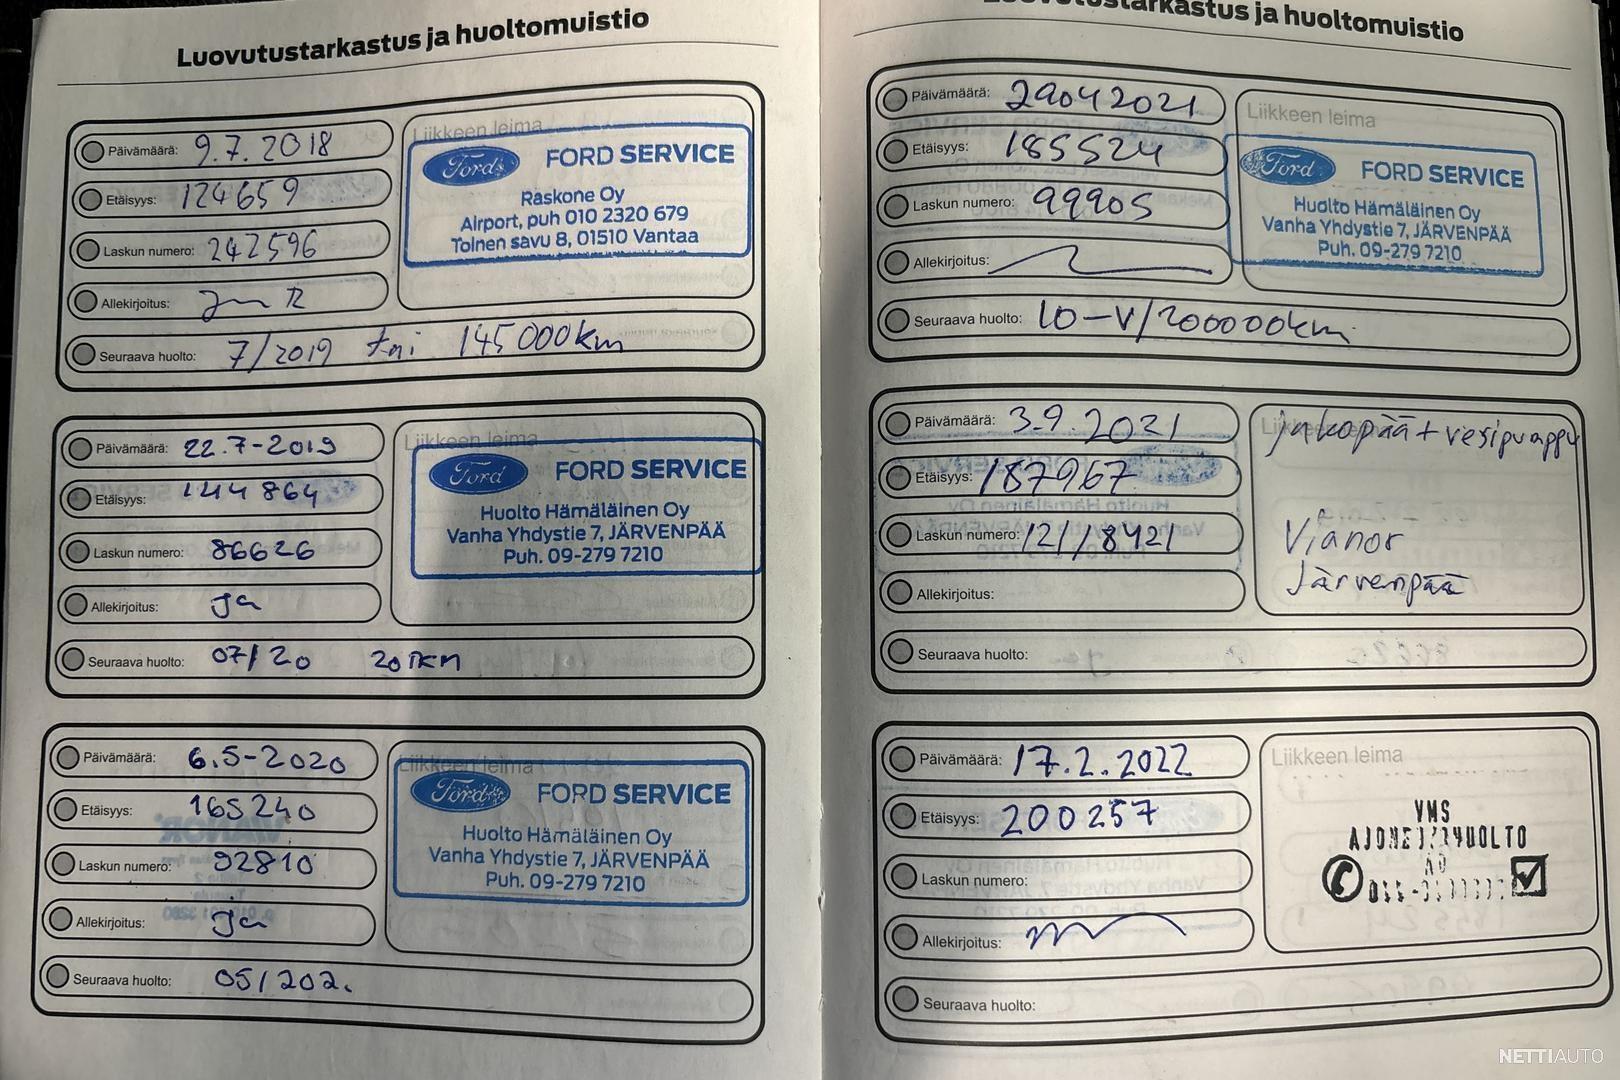 Luovutustarkastus ja huoltomuistio
Päivämäärä: 9.7.2018
Etäisyys: 124659
Laskun numero: 242596
Allekirjoitus:
Seuraava huolto: 7/2019 tai 145000km
Liikkeen leima
Ford FORD SERVICE
Raskone Oy
Airport, puh 010 2320 679
Toinen savu 8, 01510 Vantaa
Päivämäärä: 22.7-2019
Etäisyys: 144864
Laskun numero: 86626
Allekirjoitus: Ja
Seuraava huolto: 07/20 20TKM
Liikkeen leima
Ford FORD SERVICE
Huolto Hämäläinen Oy
Vanha Yhdystie 7, JÄRVENPÄÄ
Puh. 09-279 7210
Päivämäärä: 6.5-2020
Etäisyys: 165240
Laskun numero: 92810
Allekirjoitus: Ja
Seuraava huolto: 05/202.
Liikkeen leima
Ford FORD SERVICE
Huolto Hämäläinen Oy
Vanha Yhdystie 7, JÄRVENPÄÄ
Puh. 09-279 7210
Luovutustarkastus ja huoltomuistio
Päivämäärä: 29042021
Etäisyys: 185524
Laskun numero: 99905
Allekirjoitus:
Seuraava huolto: LO-V/200000km
Liikkeen leima
Ford FORD SERVICE
Huolto Hämäläinen Oy
Vanha Yhdystie 7, JÄRVENPÄÄ
Puh. 09-279 7210
Päivämäärä: 3.9.2021
Etäisyys: 187967
Laskun numero: 121/8421
Allekirjoitus:
Seuraava huolto:
Jakopää + vesipumppu
Vianor
Järvenpää
Päivämäärä: 17.2.2022
Etäisyys: 200257
Laskun numero:
Allekirjoitus:
Seuraava huolto:
Liikkeen leima
VMS
NETTIAUTO